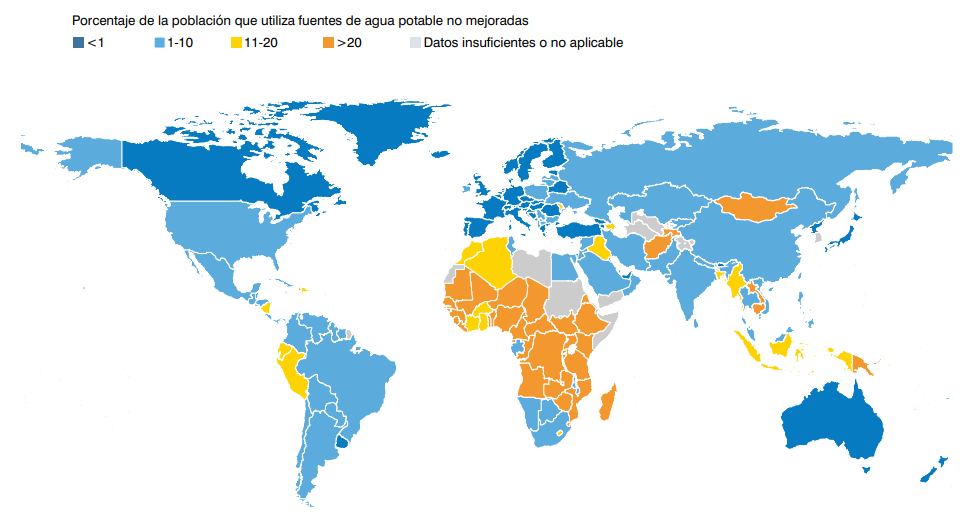 Porcentaje de la población que utiliza fuentes de agua potable no mejoradas
<1 1-10 11-20 >20 Datos insuficientes o no aplicable